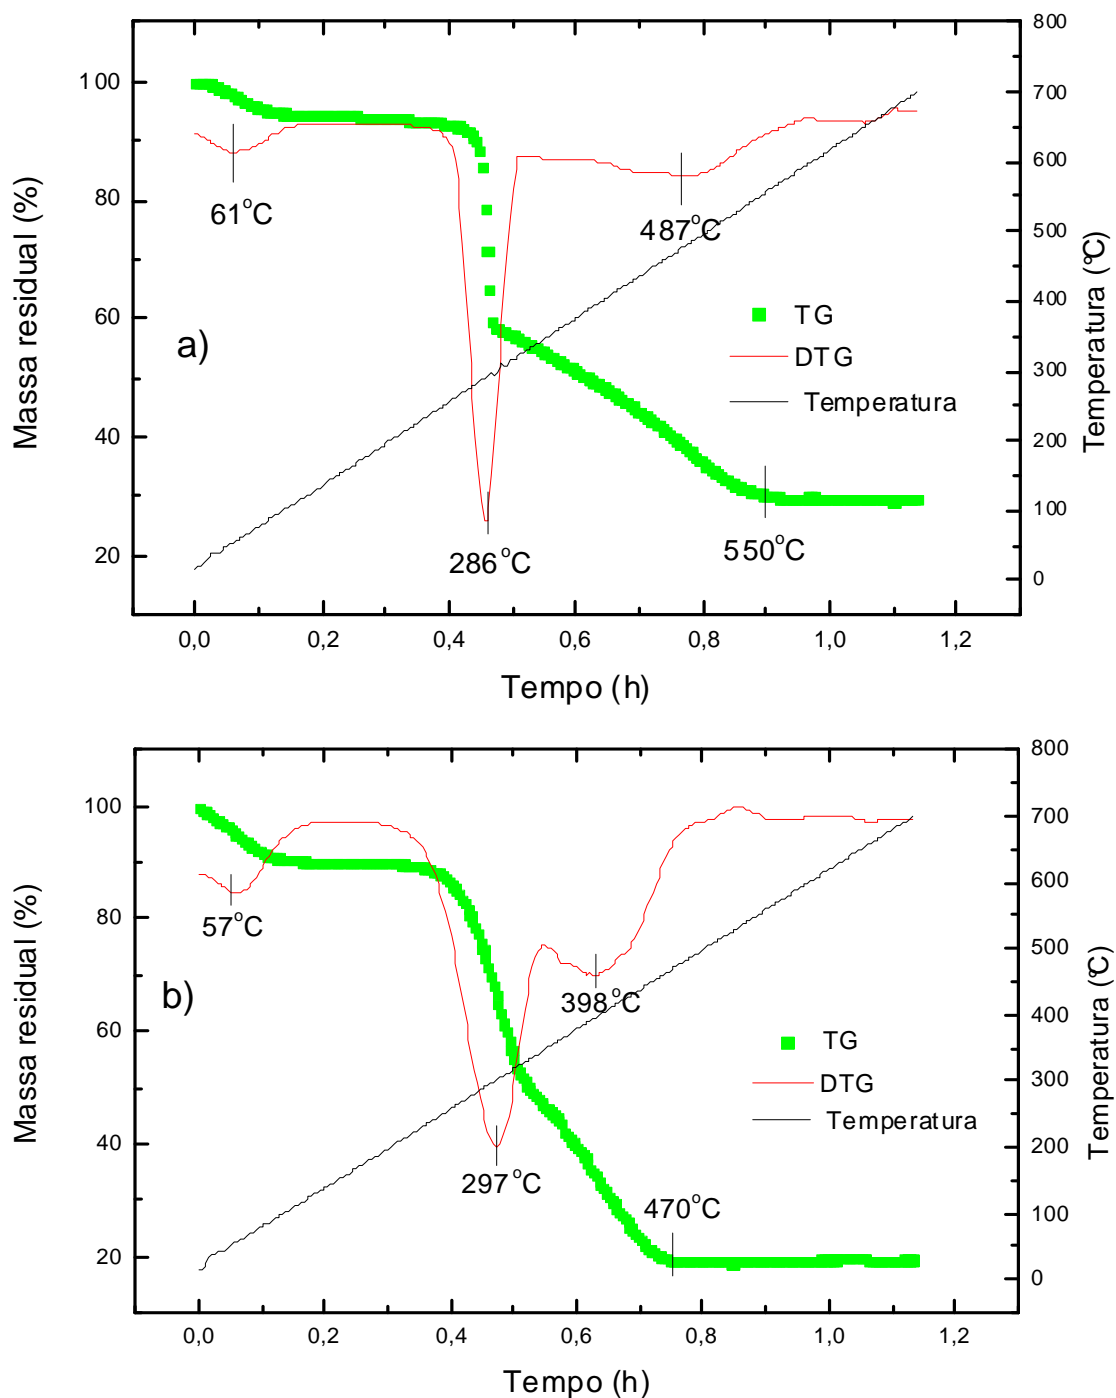 800
700
600
500
400
300
200
100
0
Temperatura (°C)
100
80
60
40
20
Massa residual (%)
61°C
487°C
a)
TG
DTG
Temperatura
286°C
550°C
0,0 0,2 0,4 0,6 0,8 1,0 1,2
Tempo (h)
800
700
600
500
400
300
200
100
0
Temperatura (°C)
100
80
60
40
20
Massa residual (%)
57°C
b)
398°C
TG
DTG
Temperatura
297°C
470°C
0,0 0,2 0,4 0,6 0,8 1,0 1,2
Tempo (h)